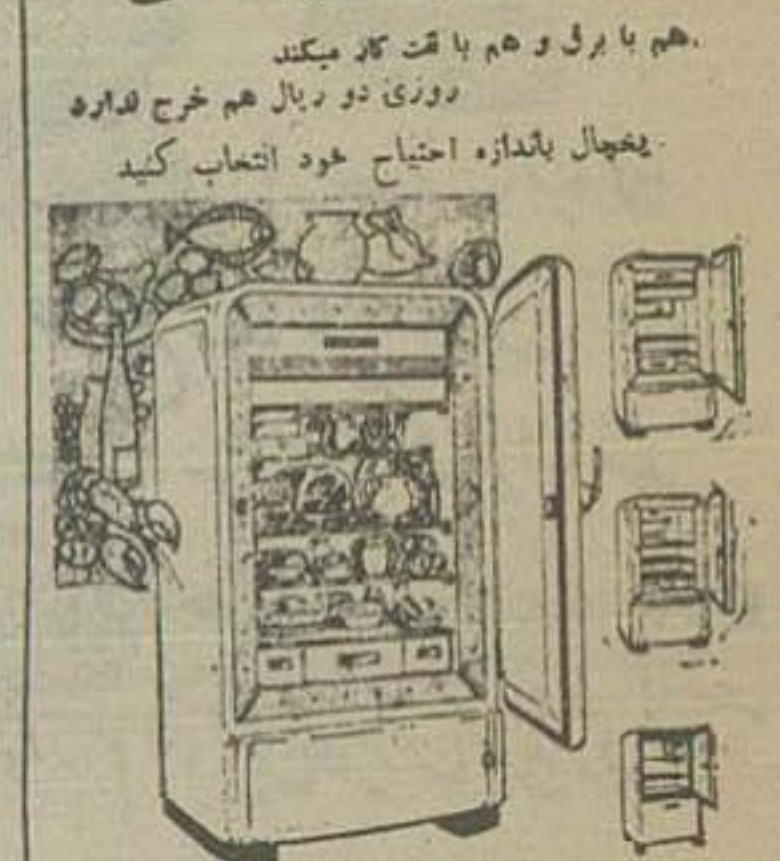 هم با برق و هم با نفت کار میکند.
روزی دو ریال هم خرج ندارد
یخچال باندازه احتیاج خود انتخاب کنید.